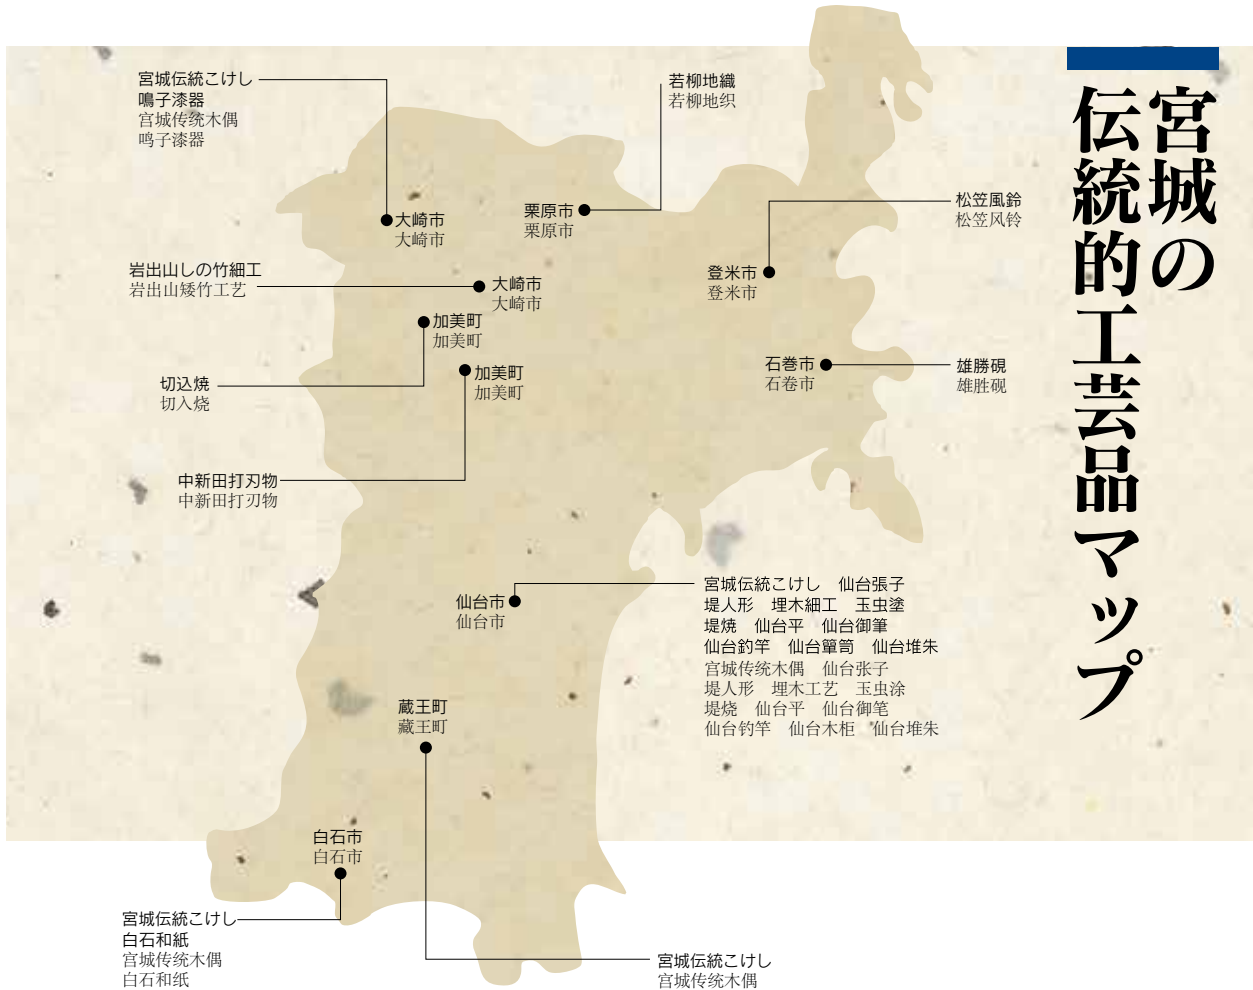 宮城の
伝統的工芸品マップ
宮城伝統こけし
鳴子漆器
宫城传统木偶
鸣子漆器
大崎市
大崎市
若柳地織
若柳地织
栗原市
栗原市
松笠風鈴
松笠风铃
登米市
登米市
岩出山しの竹細工
岩出山矮竹工艺
大崎市
大崎市
加美町
加美町
切込焼
切入烧
加美町
加美町
中新田打刃物
中新田打刃物
石巻市
石卷市
雄勝硯
雄胜砚
仙台市
仙台市
宮城伝統こけし　仙台張子
堤人形　埋木細工　玉虫塗
堤焼　仙台平　仙台御筆
仙台釣竿　仙台簞笥　仙台堆朱
宫城传统木偶　仙台张子
堤人形　埋木工艺　玉虫涂
堤烧　仙台平　仙台御笔
仙台钓竿　仙台木柜　仙台堆朱
蔵王町
藏王町
宮城伝統こけし
宫城传统木偶
白石市
白石市
宮城伝統こけし
白石和紙
宫城传统木偶
白石和纸